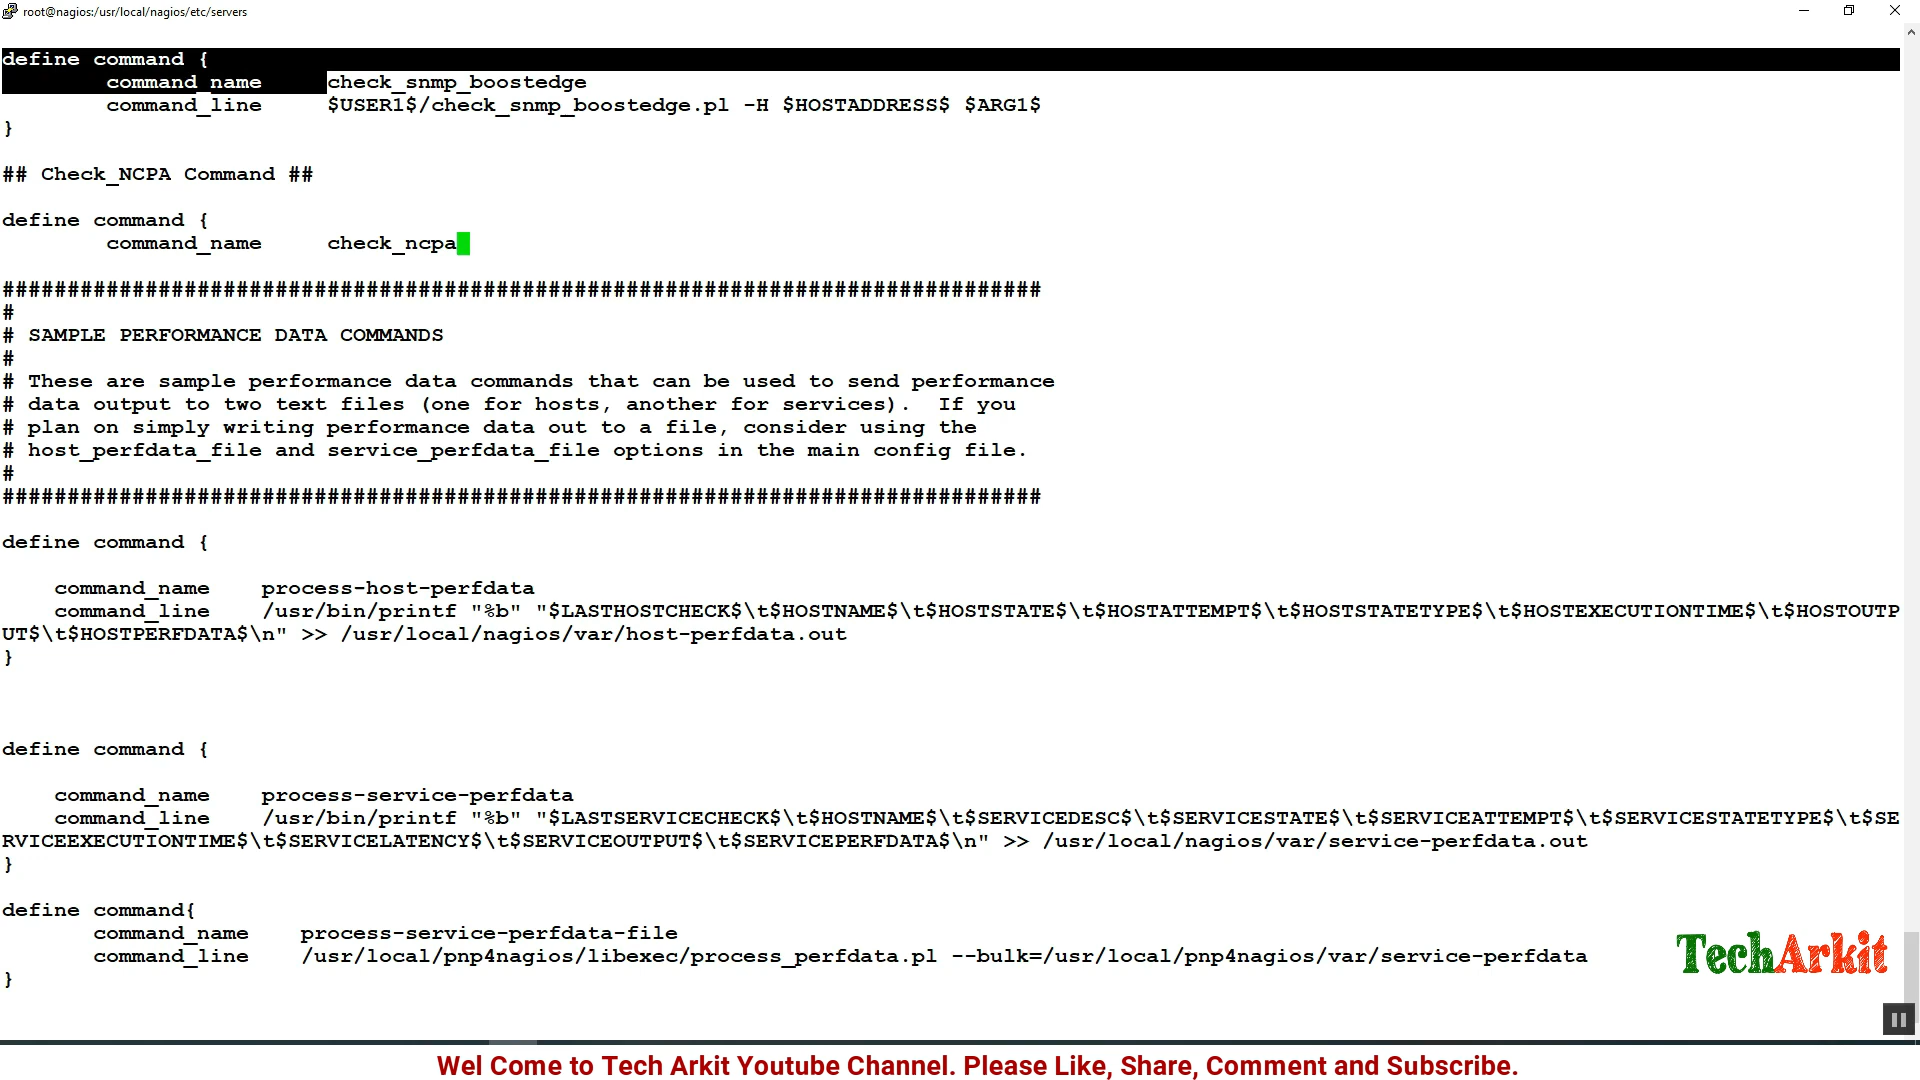 root@nagios:/usr/local/nagios/etc/servers
define command {
command_name check_snmp_boostedge
command_line $USER1$/check_snmp_boostedge.pl -H $HOSTADDRESS$ $ARG1$
}
## Check_NCPA Command ##
define command {
command_name check_ncpa
################################################################################
#
# SAMPLE PERFORMANCE DATA COMMANDS
#
# These are sample performance data commands that can be used to send performance
# data output to two text files (one for hosts, another for services). If you
# plan on simply writing performance data out to a file, consider using the
# host_perfdata_file and service_perfdata_file options in the main config file.
#
################################################################################
define command {
command_name process-host-perfdata
command_line /usr/bin/printf "%b" "$LASTHOSTCHECK$\t$HOSTNAME$\t$HOSTSTATE$\t$HOSTATTEMPT$\t$HOSTSTATETYPE$\t$HOSTEXECUTIONTIME$\t$HOSTOUTP
UT$\t$HOSTPERFDATA$\n" >> /usr/local/nagios/var/host-perfdata.out
}
define command {
command_name process-service-perfdata
command_line /usr/bin/printf "%b" "$LASTSERVICECHECK$\t$HOSTNAME$\t$SERVICEDESC$\t$SERVICESTATE$\t$SERVICEATTEMPT$\t$SERVICESTATETYPE$\t$SE
RVICEEXECUTIONTIME$\t$SERVICELATENCY$\t$SERVICEOUTPUT$\t$SERVICEPERFDATA$\n" >> /usr/local/nagios/var/service-perfdata.out
}
define command{
command_name process-service-perfdata-file
command_line /usr/local/pnp4nagios/libexec/process_perfdata.pl --bulk=/usr/local/pnp4nagios/var/service-perfdata
}
TechArkit
Wel Come to Tech Arkit Youtube Channel. Please Like, Share, Comment and Subscribe.